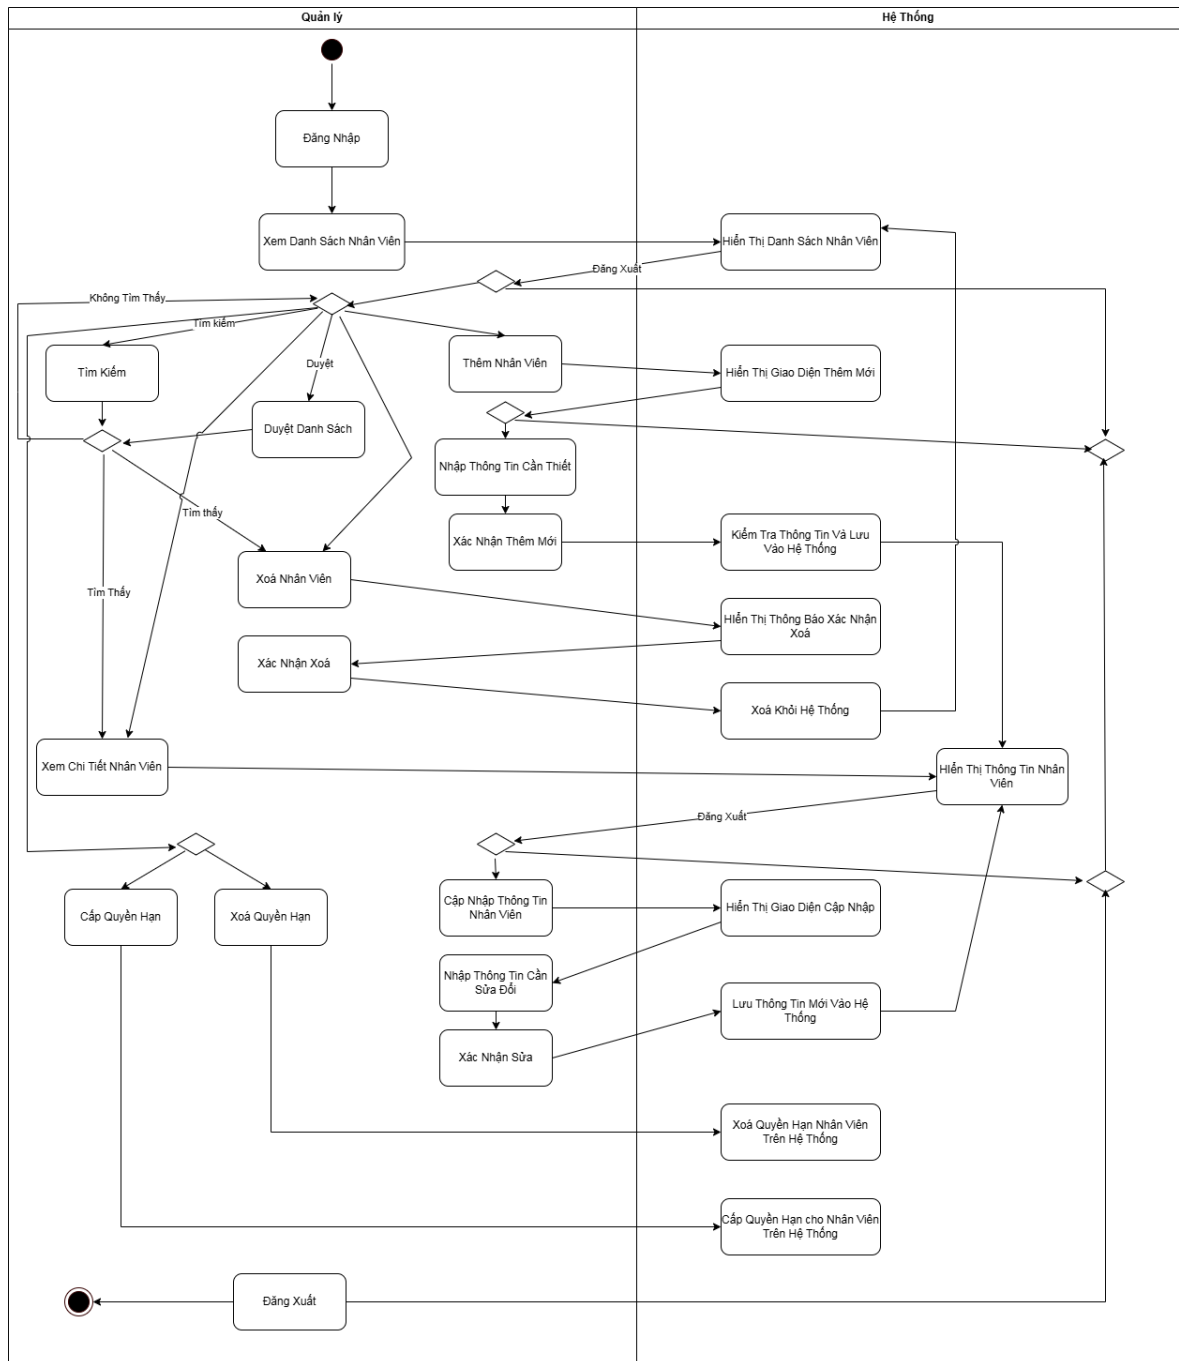 Quản lý
Hệ Thống
Đăng Nhập
Xem Danh Sách Nhân Viên
Hiển Thị Danh Sách Nhân Viên
Đăng Xuất
Không Tìm Thấy
Tìm kiếm
Tìm Kiếm
Duyệt
Thêm Nhân Viên
Hiển Thị Giao Diện Thêm Mới
Duyệt Danh Sách
Nhập Thông Tin Cần Thiết
Tìm thấy
Xác Nhận Thêm Mới
Kiểm Tra Thông Tin Và Lưu
Vào Hệ Thống
Xoá Nhân Viên
Tìm Thấy
HIển Thị Thông Báo Xác Nhận
Xoá
Xác Nhận Xoá
Xoá Khỏi Hệ Thống
Xem Chi Tiết Nhân Viên
HIển Thị Thông Tin Nhân
Viên
Đăng Xuất
Cấp Quyền Hạn
Xoá Quyền Hạn
Cập Nhập Thông Tin
Nhân Viên
Hiển Thị Giao Diện Cập Nhập
Nhập Thông Tin Cần
Sửa Đổi
Lưu Thông Tin Mới Vào Hệ
Thống
Xác Nhận Sửa
Xoá Quyền Hạn Nhân Viên
Trên Hệ Thống
Cấp Quyền Hạn cho Nhân Viên
Trên Hệ Thống
Đăng Xuất